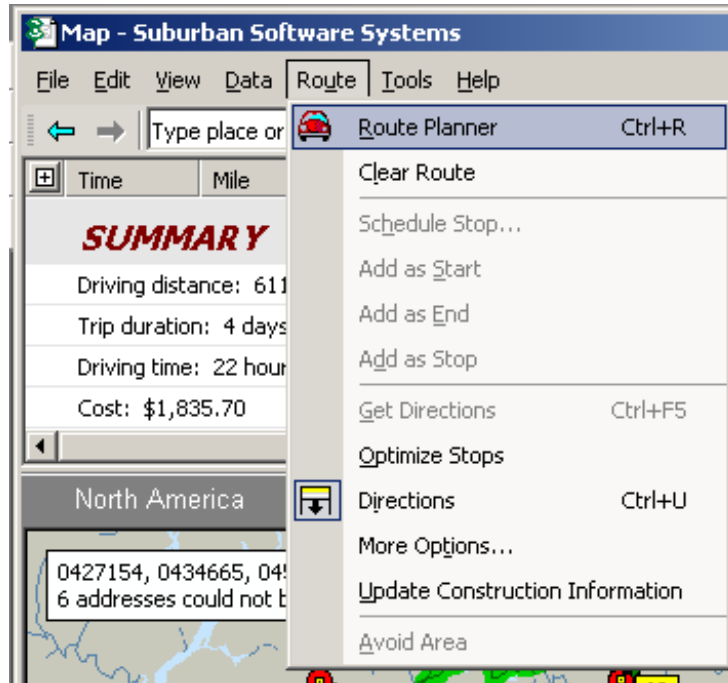 Map - Suburban Software Systems
File Edit View Data Route Tools Help
Type place or
Route Planner Ctrl+R
Clear Route
Schedule Stop...
Add as Start
Add as End
Add as Stop
Get Directions Ctrl+F5
Optimize Stops
Directions Ctrl+U
More Options...
Update Construction Information
Avoid Area
Time Mile
SUMMARY
Driving distance: 611
Trip duration: 4 days
Driving time: 22 hour
Cost: $1,835.70
North America
0427154, 0434665, 04
6 addresses could not b